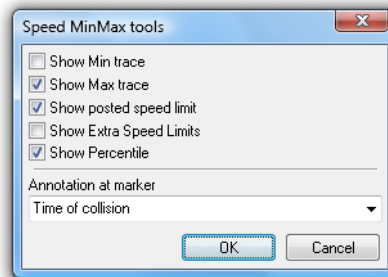 Speed MinMax tools
Show Min trace
Show Max trace
Show posted speed limit
Show Extra Speed Limits
Show Percentile
Annotation at marker
Time of collision
OK Cancel